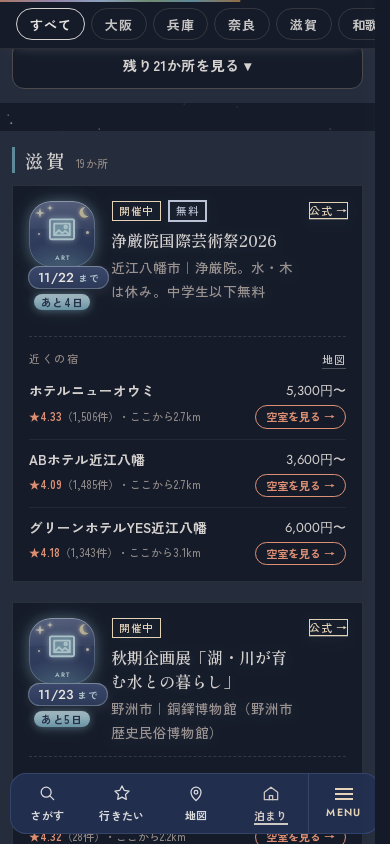 すべて
大阪
兵庫
奈良
滋賀
和歌
残り21か所を見る ▾
滋賀 19か所
開催中 無料 公式 →
浄厳院国際芸術祭2026
近江八幡市｜浄厳院。水・木
は休み。中学生以下無料
ART
11/22 まで
あと4日
近くの宿 地図
ホテルニューオウミ 5,300円〜
★4.33（1,506件）・ここから2.7km 空室を見る →
ABホテル近江八幡 3,600円〜
★4.09（1,485件）・ここから2.7km 空室を見る →
グリーンホテルYES近江八幡 6,000円〜
★4.18（1,343件）・ここから3.1km 空室を見る →
開催中 公式 →
秋期企画展「湖・川が育
む水との暮らし」
野洲市｜銅鐸博物館（野洲市
歴史民俗博物館）
ART
11/23 まで
あと5日
さがす
行きたい
地図
泊まり
MENU
★4.32（28件）・ここから2.2km 空室を見る →